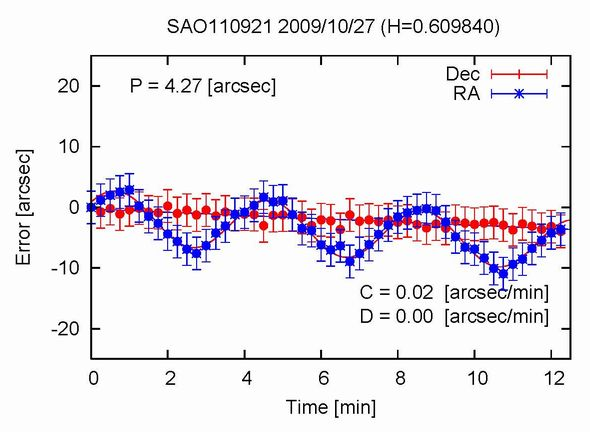 SAO110921 2009/10/27 (H=0.609840)
P = 4.27 [arcsec]
Dec
RA
20
10
0
-10
-20
Error [arcsec]
C = 0.02 [arcsec/min]
D = 0.00 [arcsec/min]
0 2 4 6 8 10 12
Time [min]